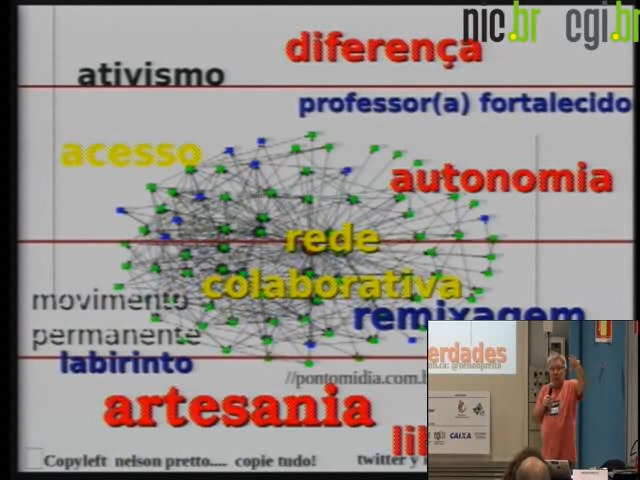 nic.br cgi.br
diferença
ativismo
professor(a) fortalecido
acesso
autonomia
rede
colaborativa
movimento
permanente
remixagem
labirinto
erdades
//pontomidia.com.b
artesania
li
CAIXA
Copyleft nelson pretto.... copie tudo!
twitter y